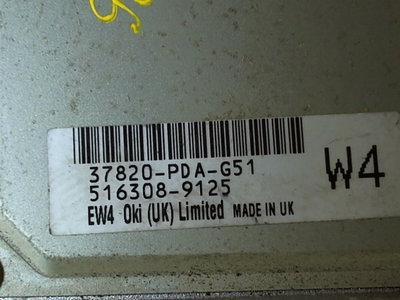 37820-PDA-G51
516308-9125
EW4 Oki (UK) Limited MADE IN UK
W4